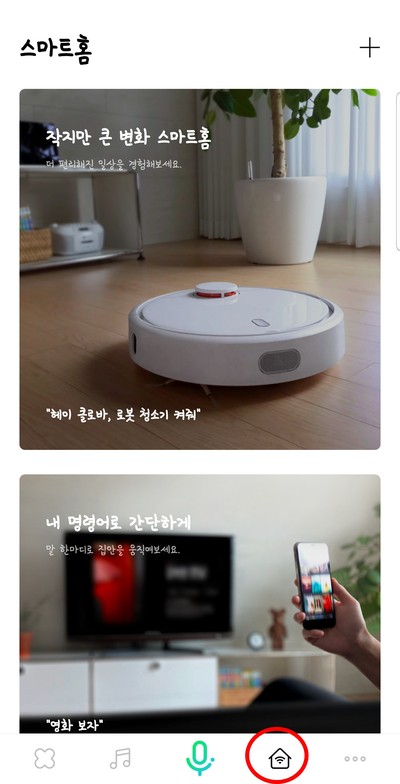 스마트홈
작지만 큰 변화 스마트홈
더 편리해진 일상을 경험해보세요.
"헤이 클로바, 로봇 청소기 켜줘"
내 명령어로 간단하게
말 한마디로 집안을 움직여보세요.
"영화 보자"